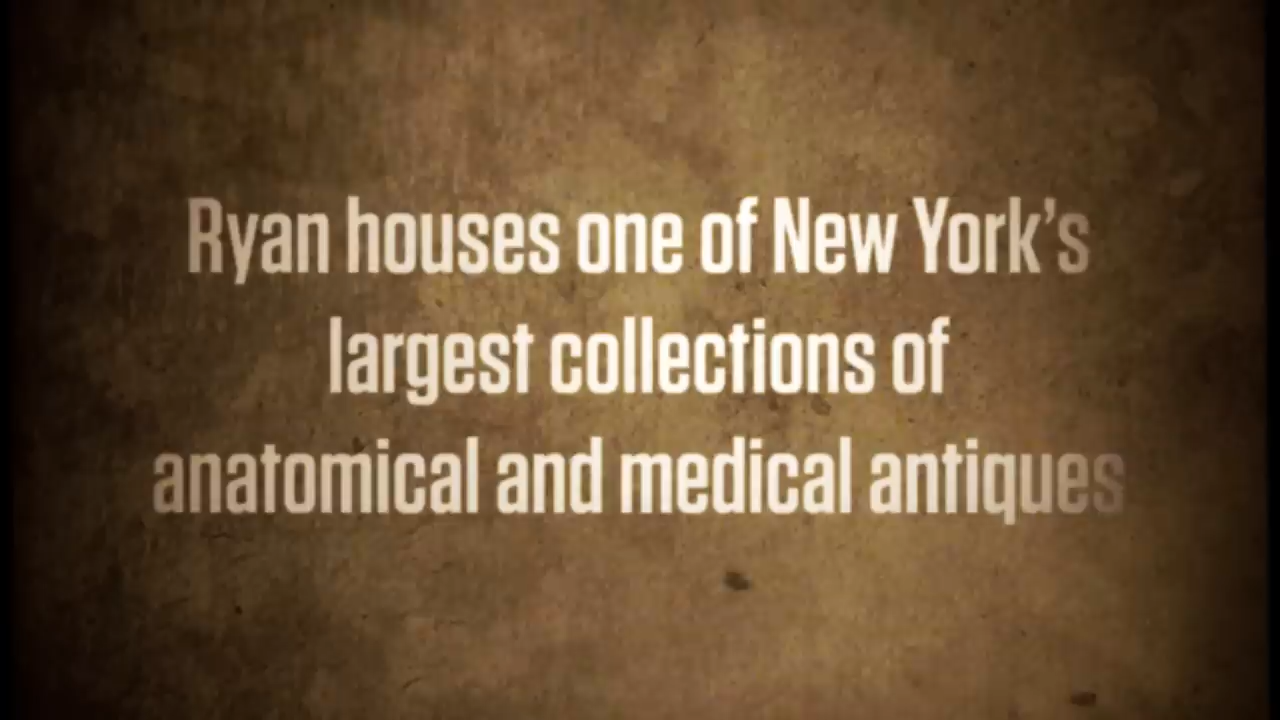 Ryan houses one of New York’s
largest collections of
anatomical and medical antiques